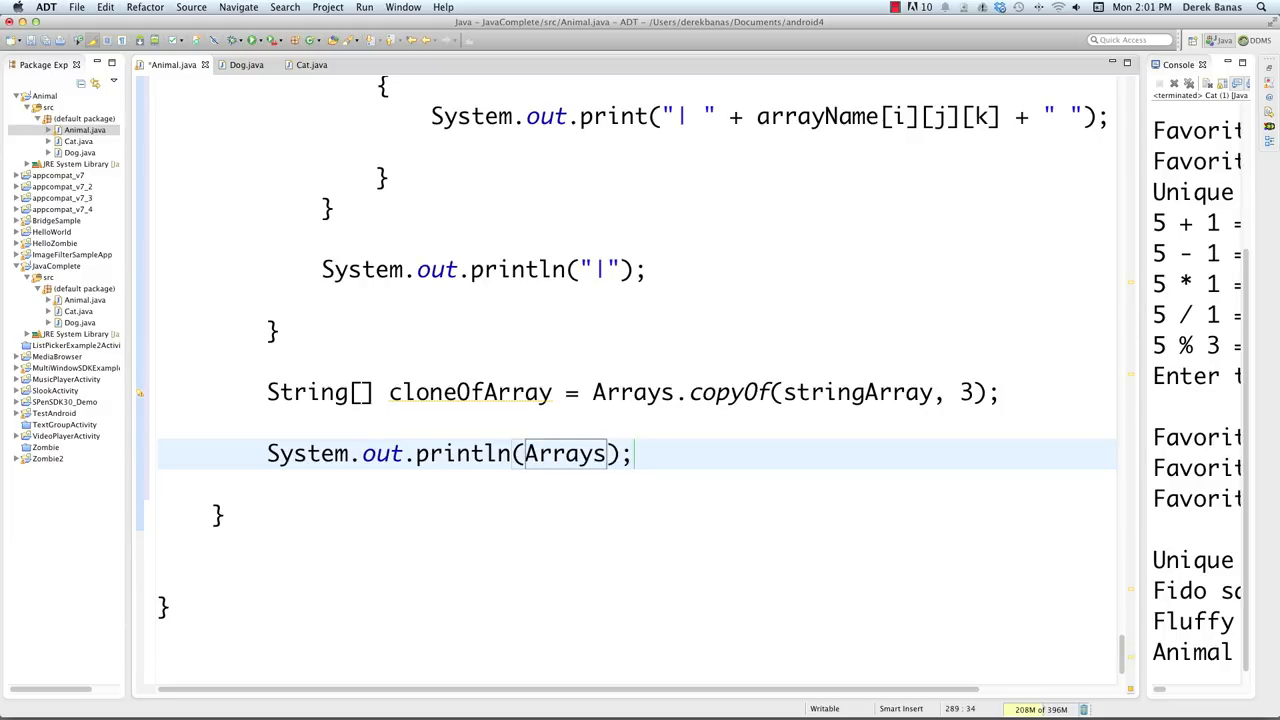 ADT File Edit Refactor Source Navigate Search Project Run Window Help 10 Mon 2:01 PM Derek Banas
Java - JavaComplete/src/Animal.java - ADT - /Users/derekbanas/Documents/android4
Quick Access Java DDMS
Package Exp *Animal.java Dog.java Cat.java Console
<terminated> Cat (1) [Java
Animal
src
(default package)
Animal.java
Cat.java
Dog.java
JRE System Library [Ja
appcompat_v7
appcompat_v7_2
appcompat_v7_3
appcompat_v7_4
BridgeSample
HelloWorld
HelloZombie
ImageFilterSampleApp
JavaComplete
src
(default package)
Animal.java
Cat.java
Dog.java
JRE System Library [Ja
ListPickerExample2Activi
MediaBrowser
MultiWindowSDKExample
MusicPlayerActivity
SlookActivity
SPenSDK30_Demo
TestAndroid
TextGroupActivity
VideoPlayerActivity
Zombie
Zombie2
{
System.out.print("| " + arrayName[i][j][k] + " ");
}
}
System.out.println("|");
}
String[] cloneOfArray = Arrays.copyOf(stringArray, 3);
System.out.println(Arrays);
}
}
Favorit
Favorit
Unique
5 + 1 =
5 - 1 =
5 * 1 =
5 / 1 =
5 % 3 =
Enter t
Favorit
Favorit
Favorit
Unique
Fido sa
Fluffy
Animal
Writable Smart Insert 289 : 34 208M of 396M